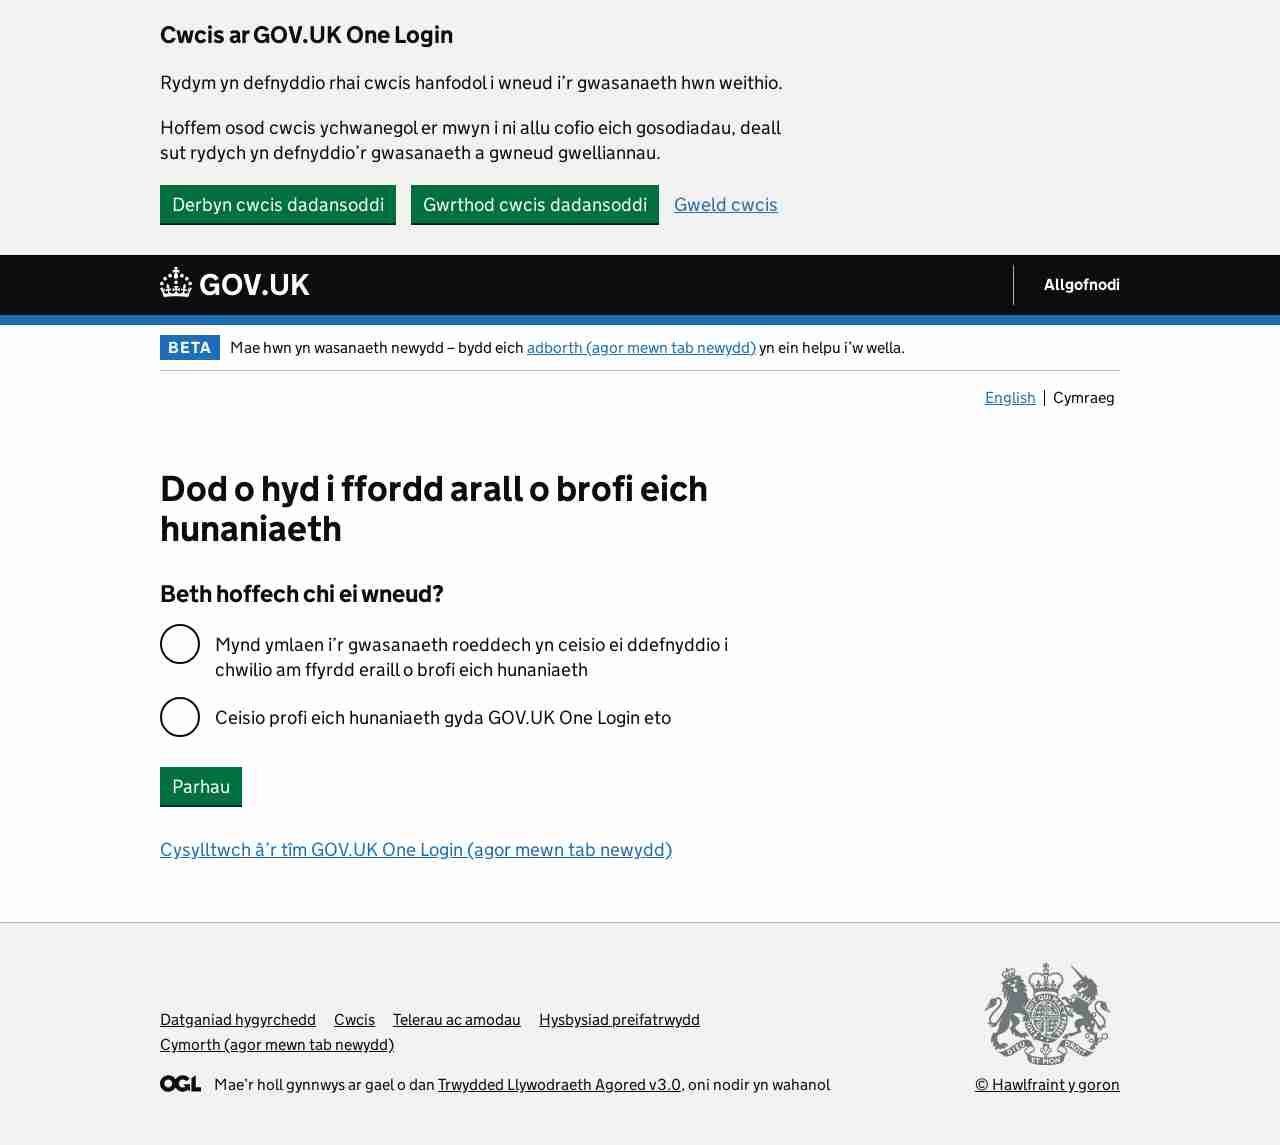 Cwcis ar GOV.UK One Login
Rydym yn defnyddio rhai cwcis hanfodol i wneud i’r gwasanaeth hwn weithio.
Hoffem osod cwcis ychwanegol er mwyn i ni allu cofio eich gosodiadau, deall
sut rydych yn defnyddio’r gwasanaeth a gwneud gwelliannau.
Derbyn cwcis dadansoddi Gwrthod cwcis dadansoddi Gweld cwcis
GOV.UK Allgofnodi
BETA Mae hwn yn wasanaeth newydd – bydd eich adborth (agor mewn tab newydd) yn ein helpu i’w wella.
English Cymraeg
Dod o hyd i ffordd arall o brofi eich
hunaniaeth
Beth hoffech chi ei wneud?
Mynd ymlaen i’r gwasanaeth roeddech yn ceisio ei ddefnyddio i
chwilio am ffyrdd eraill o brofi eich hunaniaeth
Ceisio profi eich hunaniaeth gyda GOV.UK One Login eto
Parhau
Cysylltwch â’r tîm GOV.UK One Login (agor mewn tab newydd)
Datganiad hygyrchedd Cwcis Telerau ac amodau Hysbysiad preifatrwydd
Cymorth (agor mewn tab newydd)
OGL Mae’r holl gynnwys ar gael o dan Trwydded Llywodraeth Agored v3.0, oni nodir yn wahanol
© Hawlfraint y goron